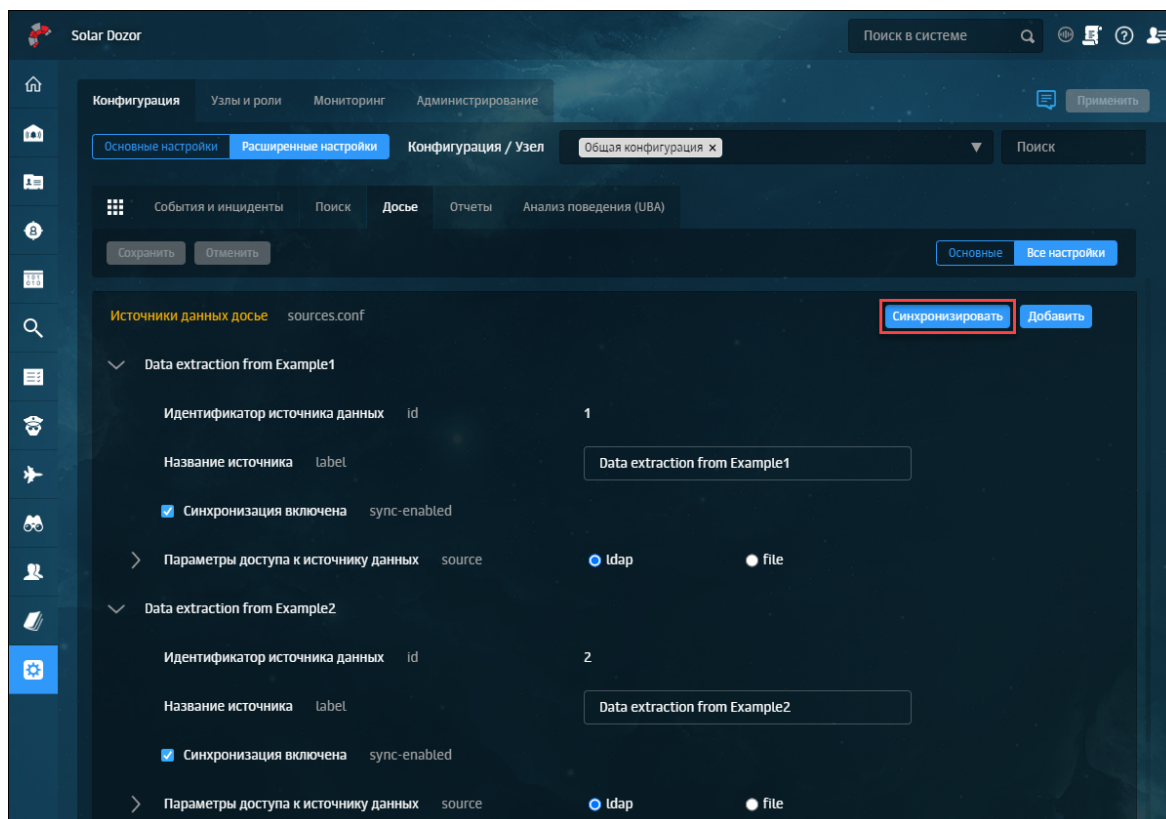 Solar Dozor
Поиск в системе
Конфигурация Узлы и роли Мониторинг Администрирование
Применить
Основные настройки Расширенные настройки Конфигурация / Узел Общая конфигурация × Поиск
События и инциденты Поиск Досье Отчеты Анализ поведения (UBA)
Сохранить Отменить Основные Все настройки
Источники данных досье sources.conf Синхронизировать Добавить
Data extraction from Example1
Идентификатор источника данных id 1
Название источника label Data extraction from Example1
Синхронизация включена sync-enabled
Параметры доступа к источнику данных source ldap file
Data extraction from Example2
Идентификатор источника данных id 2
Название источника label Data extraction from Example2
Синхронизация включена sync-enabled
Параметры доступа к источнику данных source ldap file